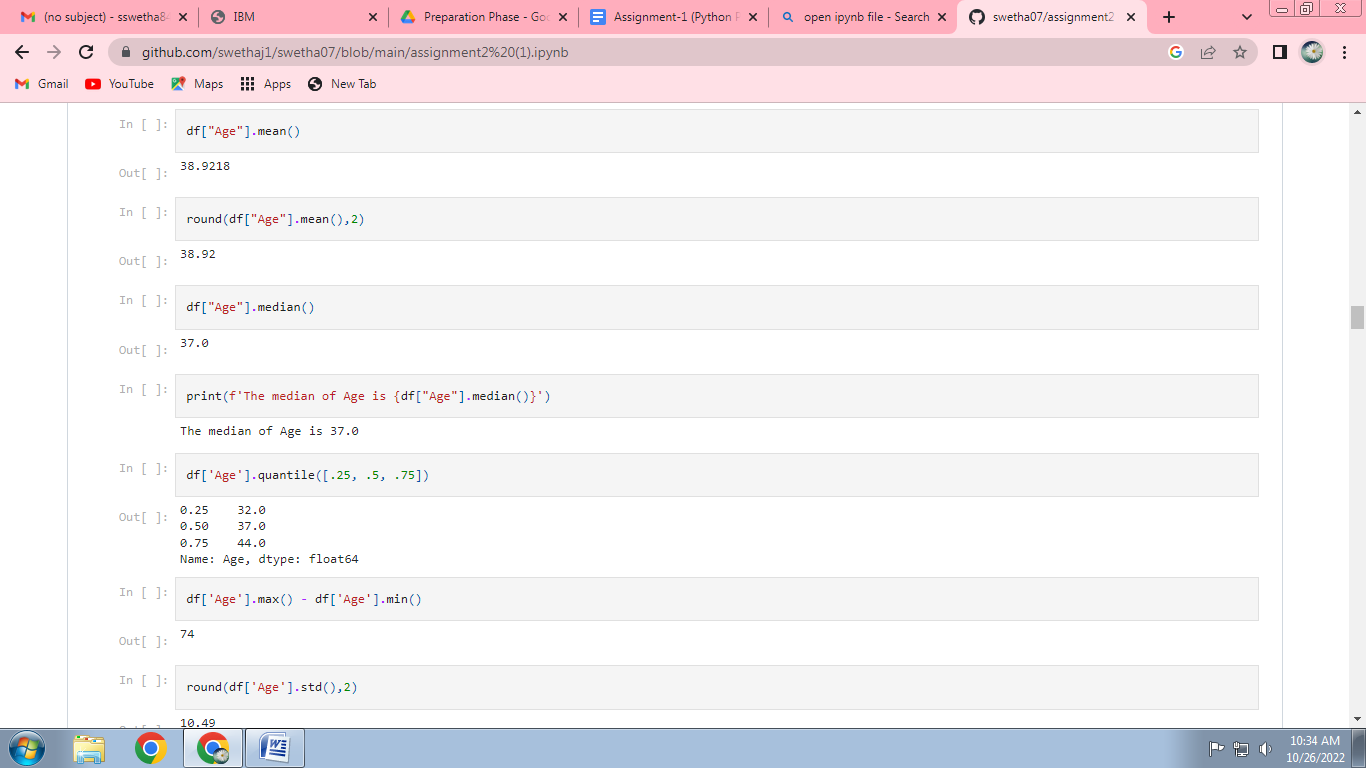 (no subject) - sswetha84
IBM
Preparation Phase - Goo
Assignment-1 (Python P
open ipynb file - Search
swetha07/assignment2
github.com/swethaj1/swetha07/blob/main/assignment2%20(1).ipynb
Gmail
YouTube
Maps
Apps
New Tab
In [ ]:
df["Age"].mean()
Out[ ]:
38.9218
In [ ]:
round(df["Age"].mean(),2)
Out[ ]:
38.92
In [ ]:
df["Age"].median()
Out[ ]:
37.0
In [ ]:
print(f'The median of Age is {df["Age"].median()}')
The median of Age is 37.0
In [ ]:
df['Age'].quantile([.25, .5, .75])
Out[ ]:
0.25    32.0
0.50    37.0
0.75    44.0
Name: Age, dtype: float64
In [ ]:
df['Age'].max() - df['Age'].min()
Out[ ]:
74
In [ ]:
round(df['Age'].std(),2)
Out[ ]:
10.49
10:34 AM
10/26/2022